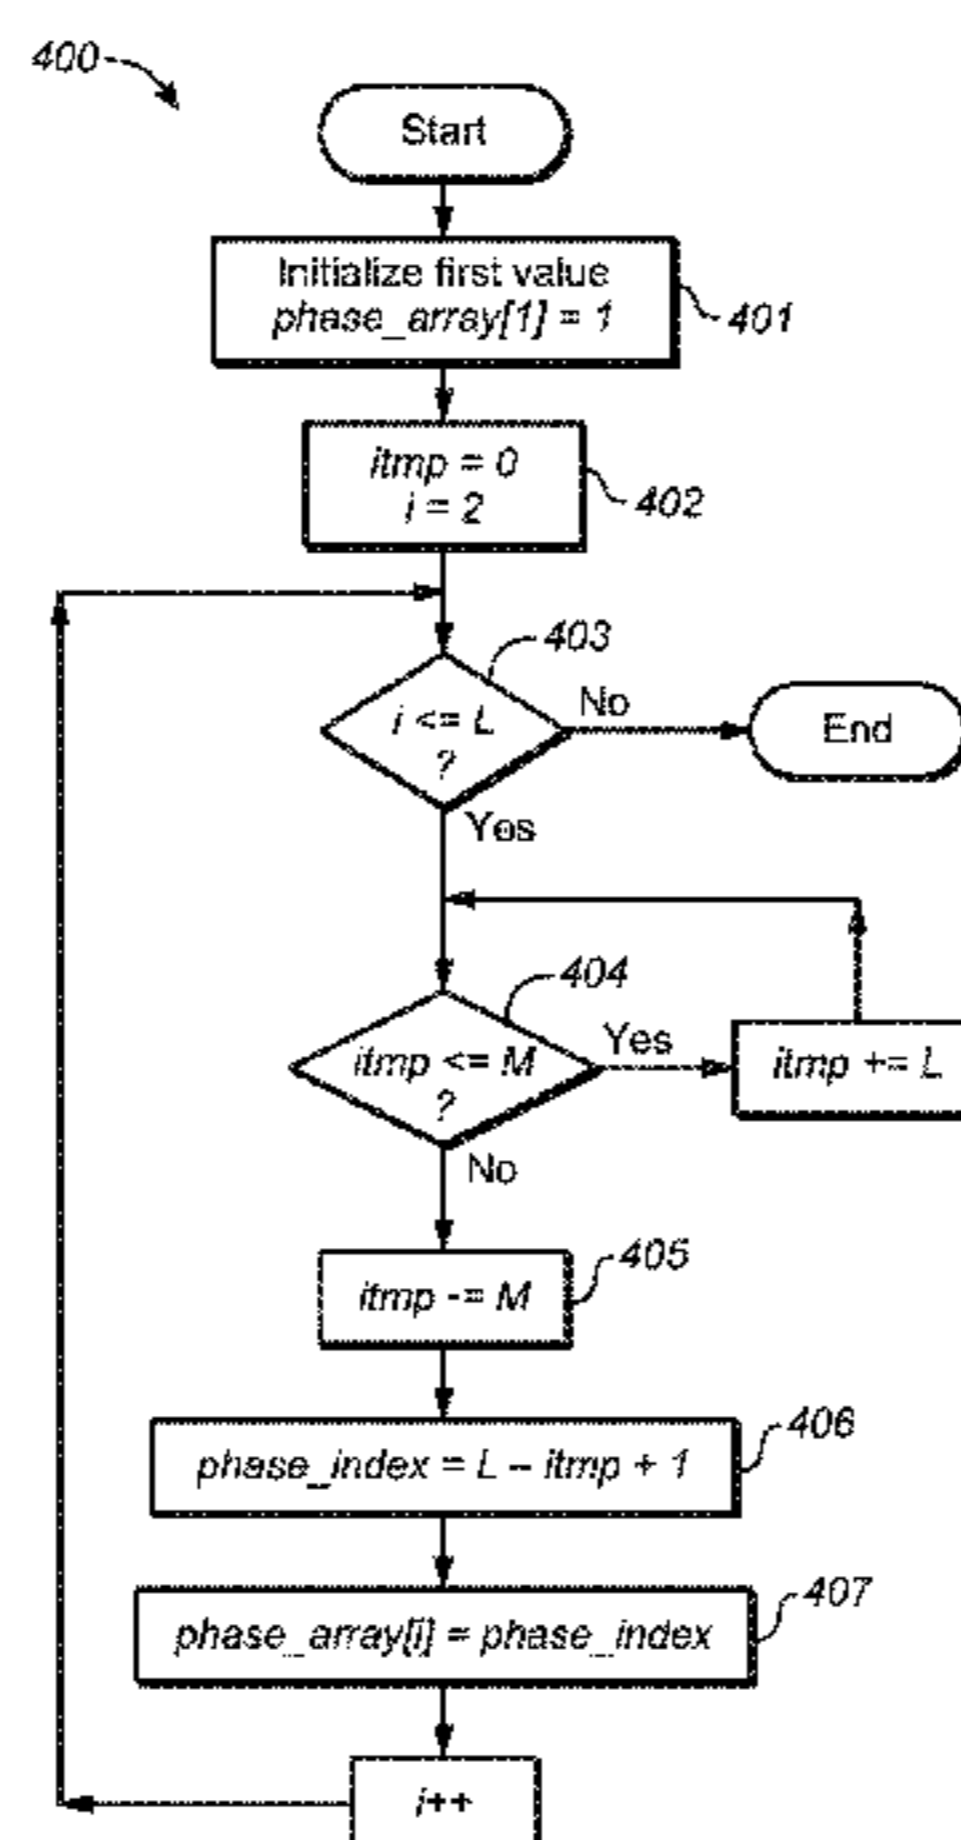 400
Start
Initialize first value
phase_array[1] = 1
401
itmp = 0
i = 2
402
403
i <= L
?
No
End
Yes
404
itmp <= M
?
Yes
itmp += L
No
405
itmp -= M
406
phase_index = L – itmp + 1
407
phase_array[i] = phase_index
i++